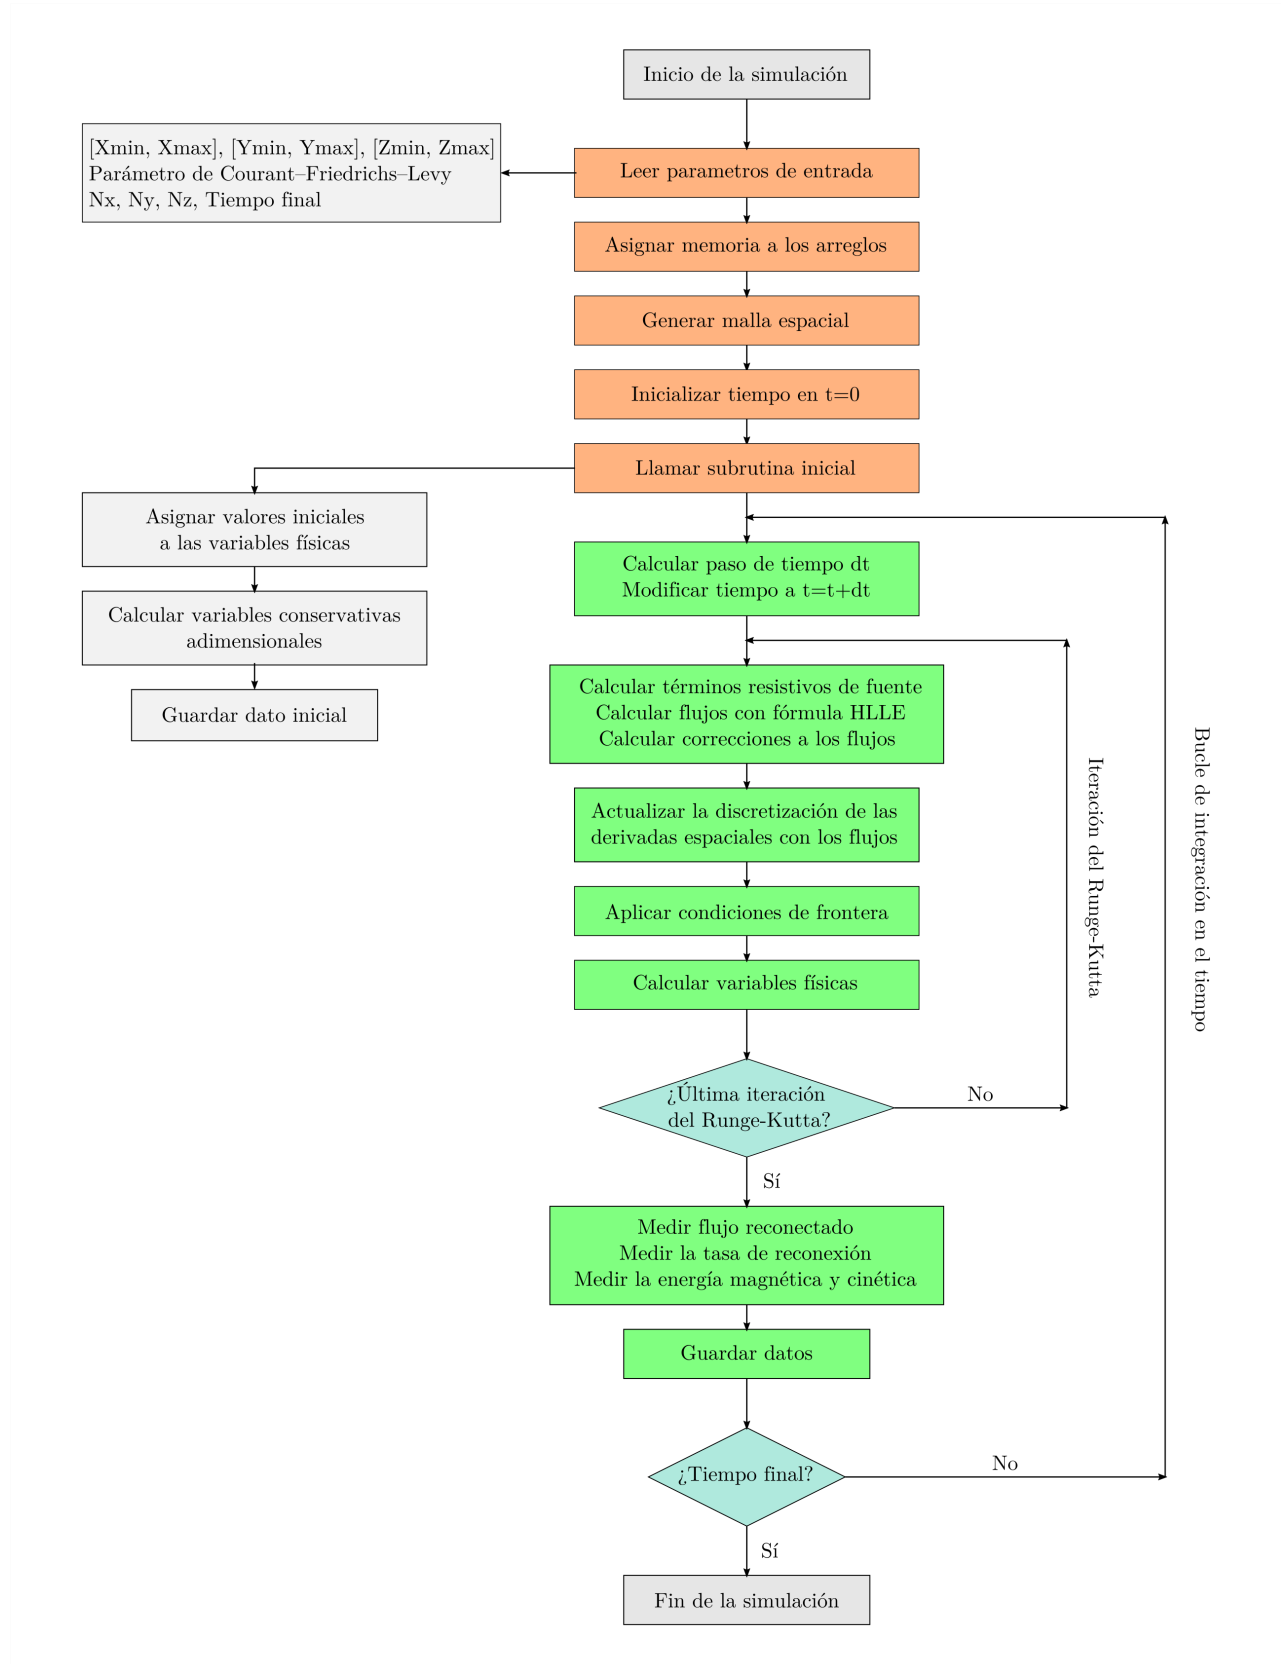 Inicio de la simulación
[Xmin, Xmax], [Ymin, Ymax], [Zmin, Zmax]
Parámetro de Courant–Friedrichs–Levy
Nx, Ny, Nz, Tiempo final
Leer parametros de entrada
Asignar memoria a los arreglos
Generar malla espacial
Inicializar tiempo en t=0
Llamar subrutina inicial
Asignar valores iniciales
a las variables físicas
Calcular variables conservativas
adimensionales
Guardar dato inicial
Calcular paso de tiempo dt
Modificar tiempo a t=t+dt
Calcular términos resistivos de fuente
Calcular flujos con fórmula HLLE
Calcular correcciones a los flujos
Actualizar la discretización de las
derivadas espaciales con los flujos
Aplicar condiciones de frontera
Calcular variables físicas
¿Última iteración
del Runge-Kutta?
No
Iteración del Runge-Kutta
Bucle de integración en el tiempo
Sí
Medir flujo reconectado
Medir la tasa de reconexión
Medir la energía magnética y cinética
Guardar datos
¿Tiempo final?
No
Sí
Fin de la simulación